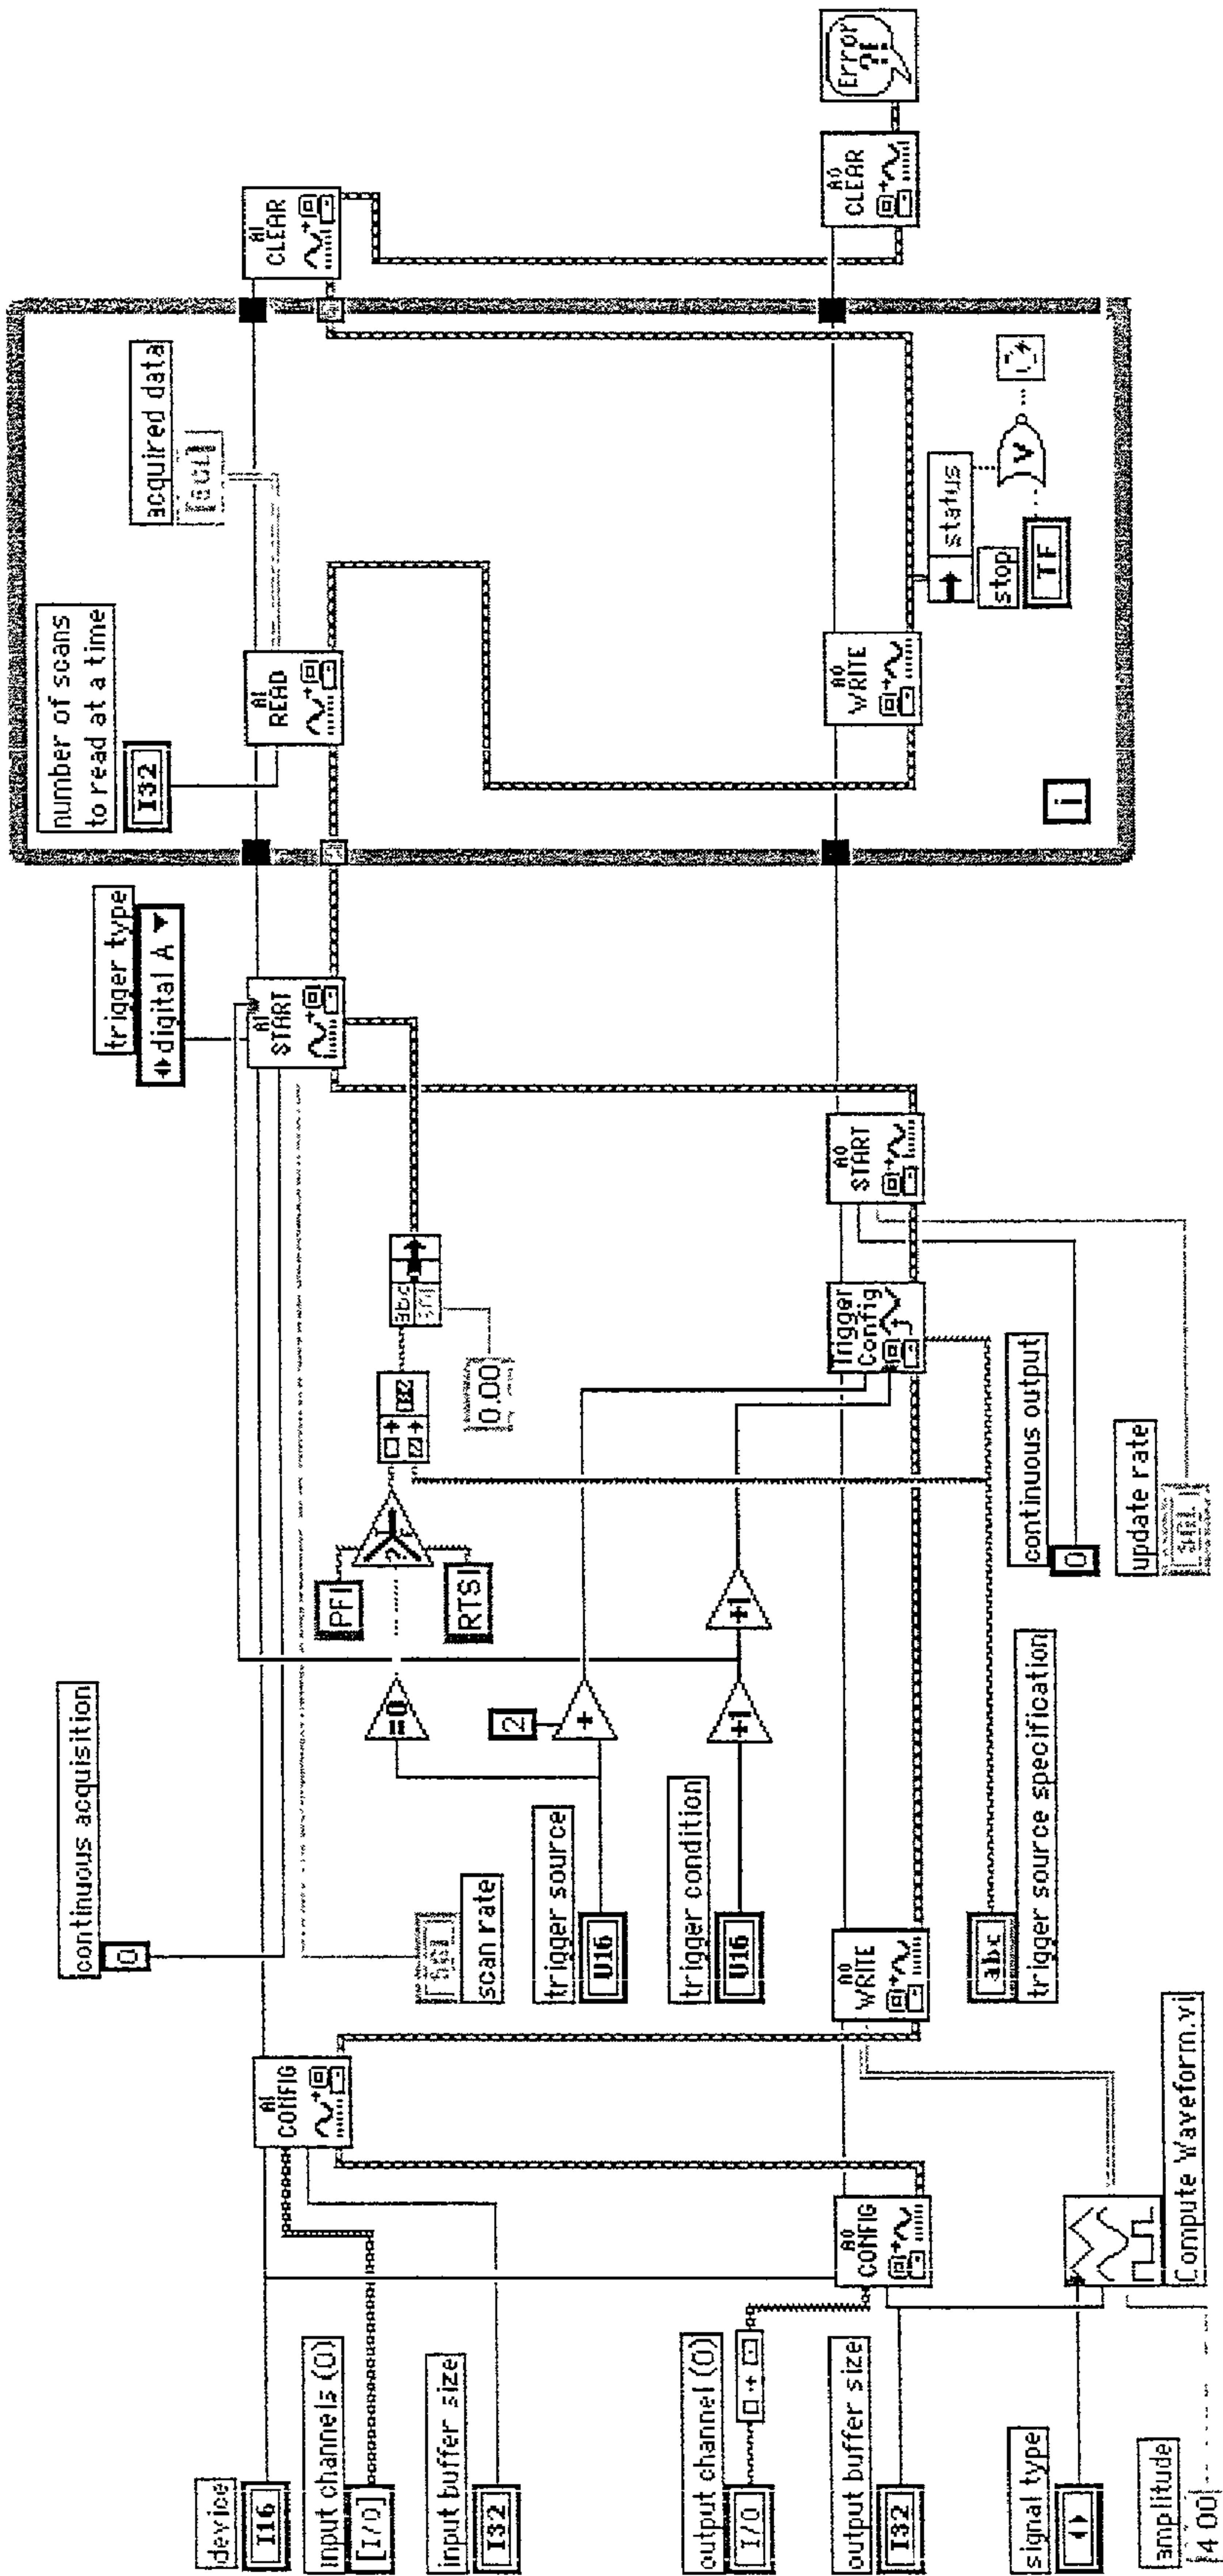 device
I16
input channels (0)
[I/O]
input buffer size
I32
output channel (0)
I/O
output buffer size
I32
signal type
amplitude
4.00
AI
CONFIG
AO
CONFIG
Compute Waveform.vi
continuous acquisition
0
scan rate
trigger source
U16
trigger condition
U16
AO
WRITE
abc
trigger source specification
=0
2
+
+1
+1
PFI
RTSI
abc
0.00
Trigger
Config
continuous output
0
update rate
AO
START
trigger type
digital A
AI
START
number of scans
to read at a time
I32
AI
READ
acquired data
AO
WRITE
status
stop
TF
V
i
AI
CLEAR
AO
CLEAR
Error
?!